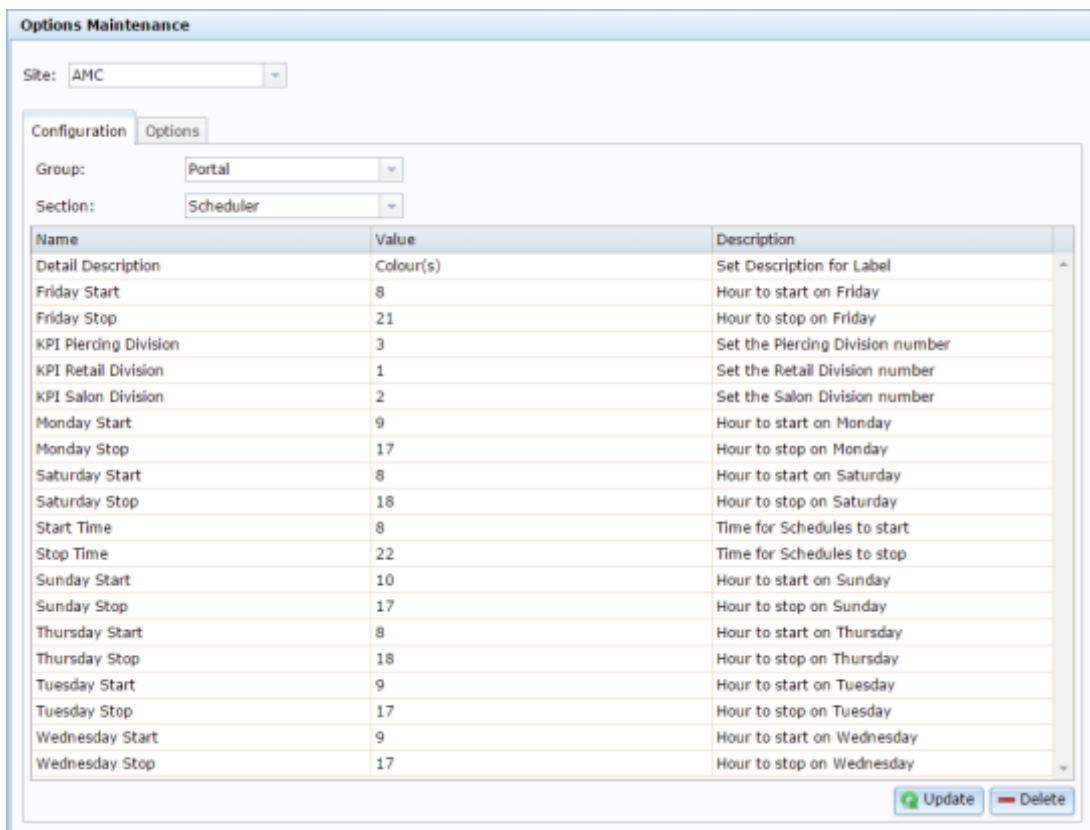 Options Maintenance
Site: AMC
Configuration Options
Group: Portal
Section: Scheduler
Name Value Description
Detail Description Colour(s) Set Description for Label
Friday Start 8 Hour to start on Friday
Friday Stop 21 Hour to stop on Friday
KPI Piercing Division 3 Set the Piercing Division number
KPI Retail Division 1 Set the Retail Division number
KPI Salon Division 2 Set the Salon Division number
Monday Start 9 Hour to start on Monday
Monday Stop 17 Hour to stop on Monday
Saturday Start 8 Hour to start on Saturday
Saturday Stop 18 Hour to stop on Saturday
Start Time 8 Time for Schedules to start
Stop Time 22 Time for Schedules to stop
Sunday Start 10 Hour to start on Sunday
Sunday Stop 17 Hour to stop on Sunday
Thursday Start 8 Hour to start on Thursday
Thursday Stop 18 Hour to stop on Thursday
Tuesday Start 9 Hour to start on Tuesday
Tuesday Stop 17 Hour to stop on Tuesday
Wednesday Start 9 Hour to start on Wednesday
Wednesday Stop 17 Hour to stop on Wednesday
Update Delete